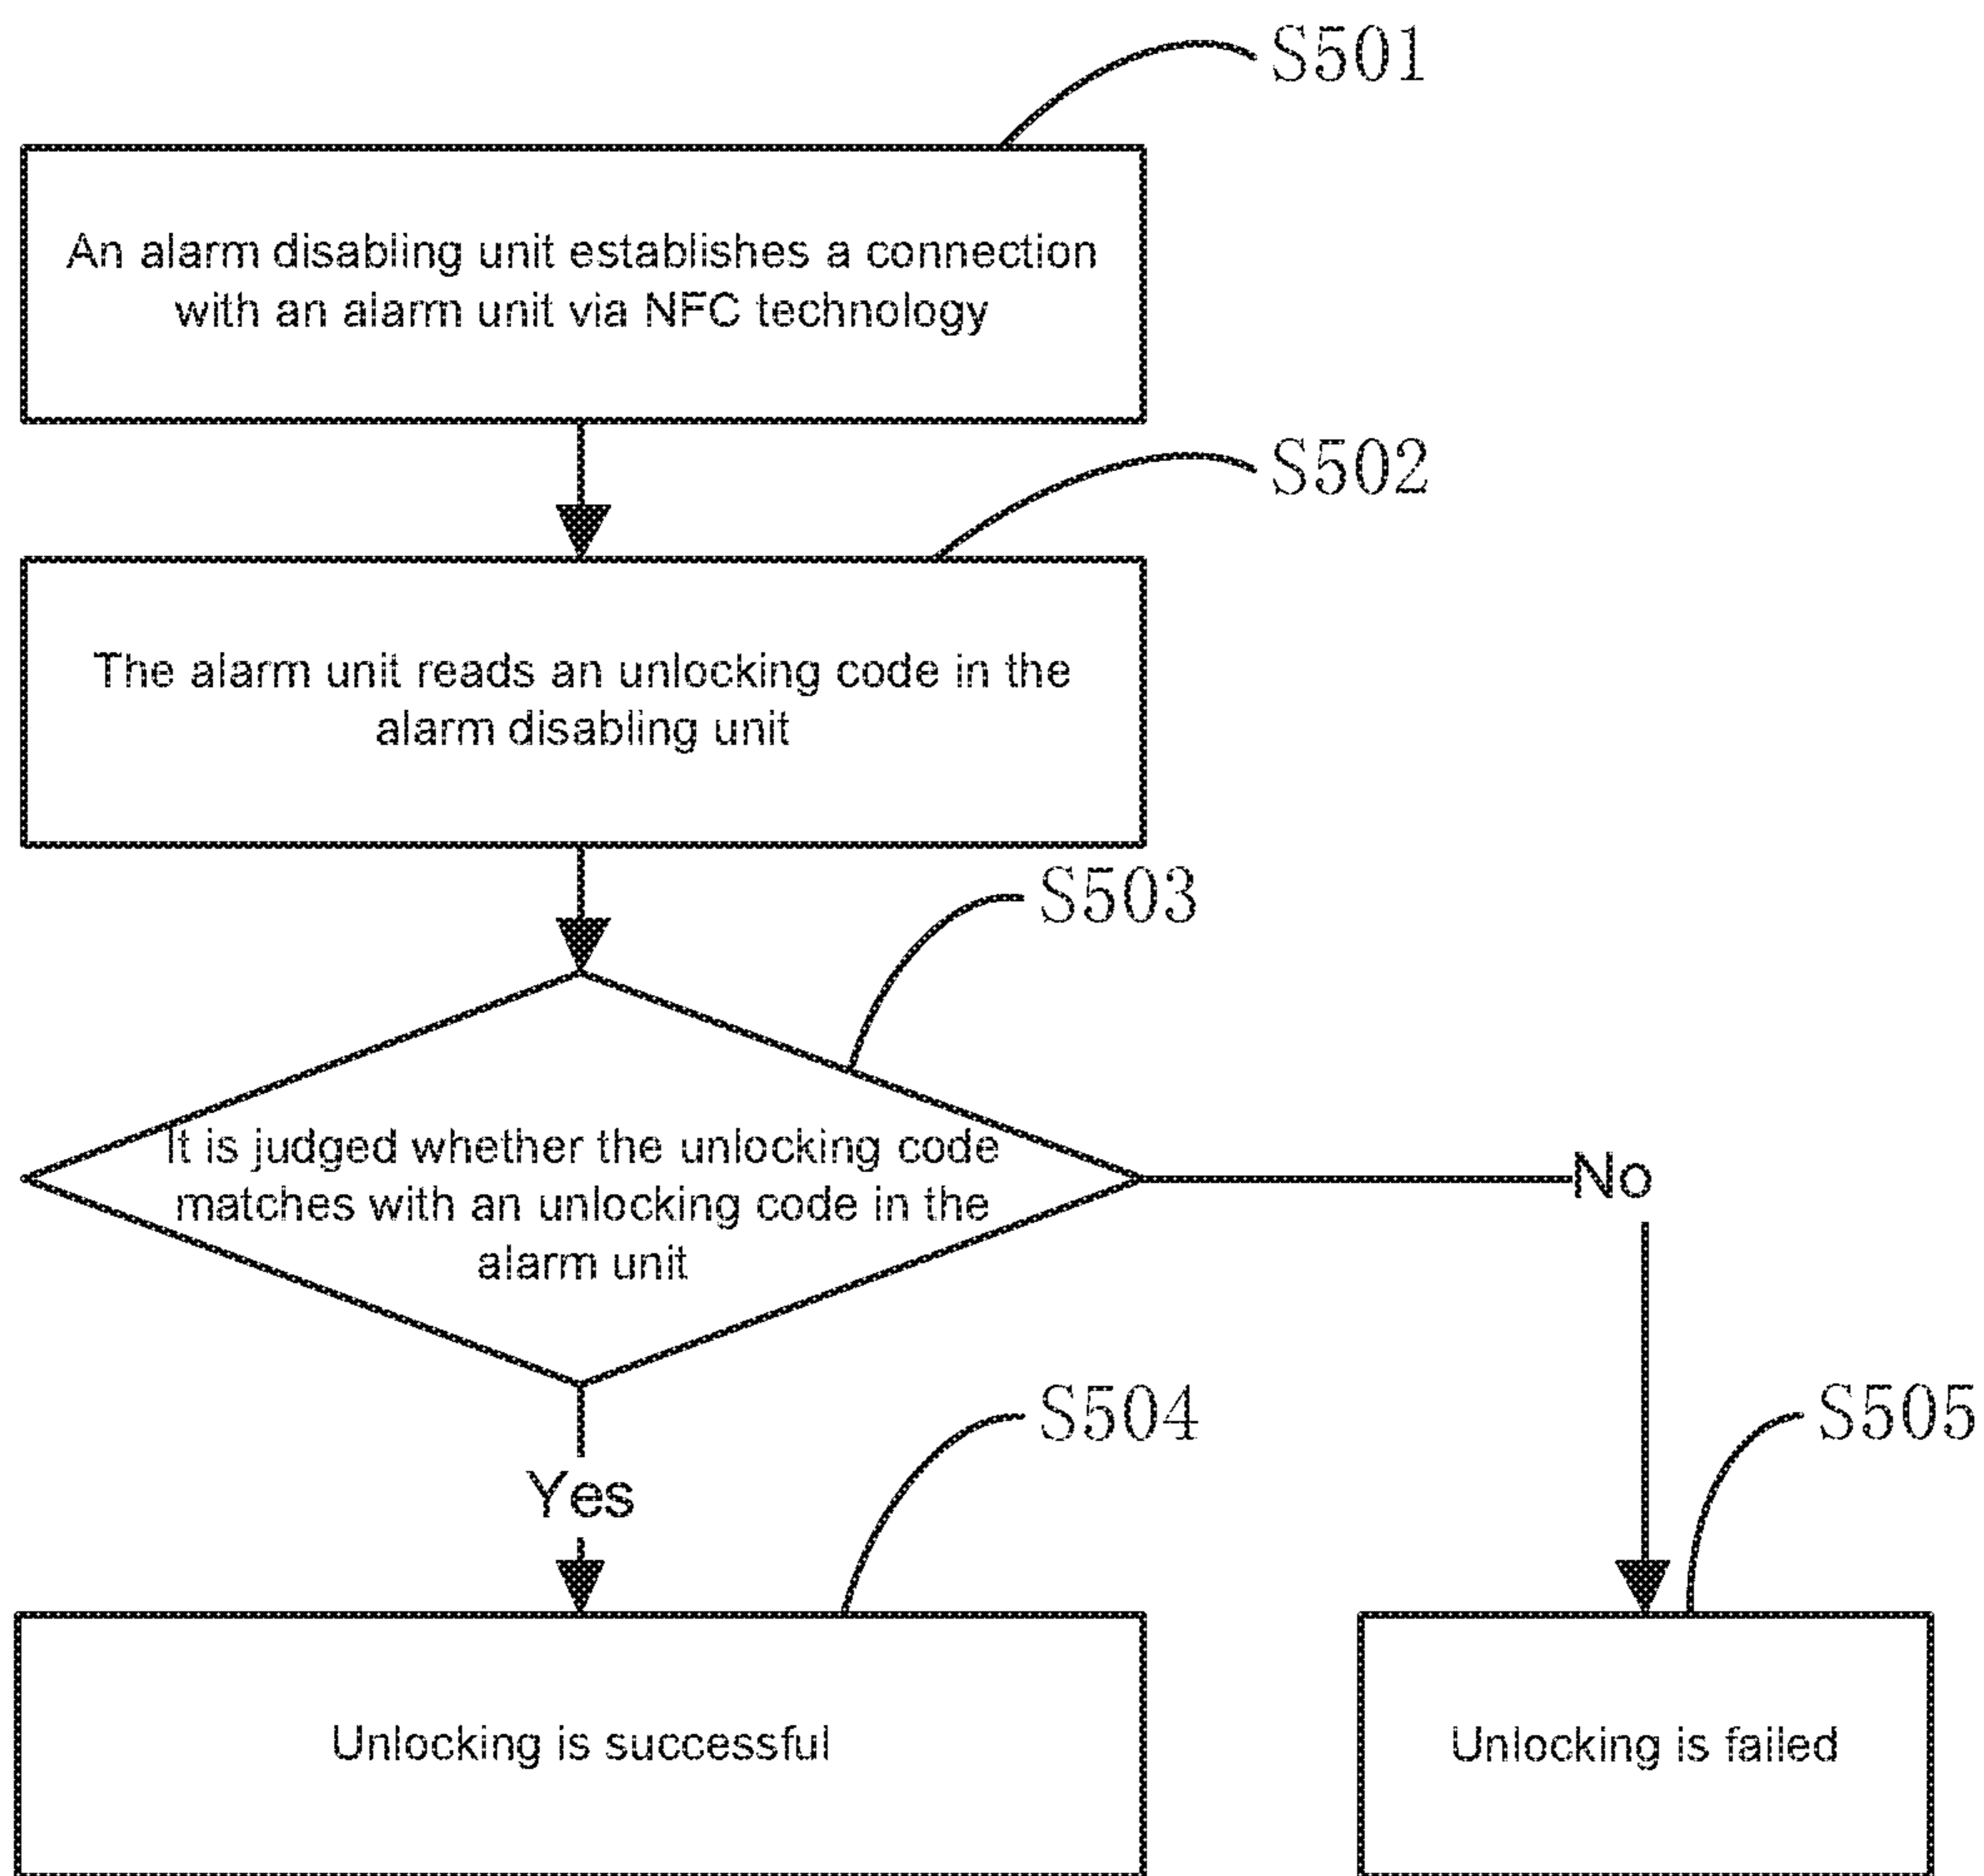 S501
An alarm disabling unit establishes a connection
with an alarm unit via NFC technology
S502
The alarm unit reads an unlocking code in the
alarm disabling unit
S503
It is judged whether the unlocking code
matches with an unlocking code in the
alarm unit
No
Yes
S504
S505
Unlocking is successful
Unlocking is failed